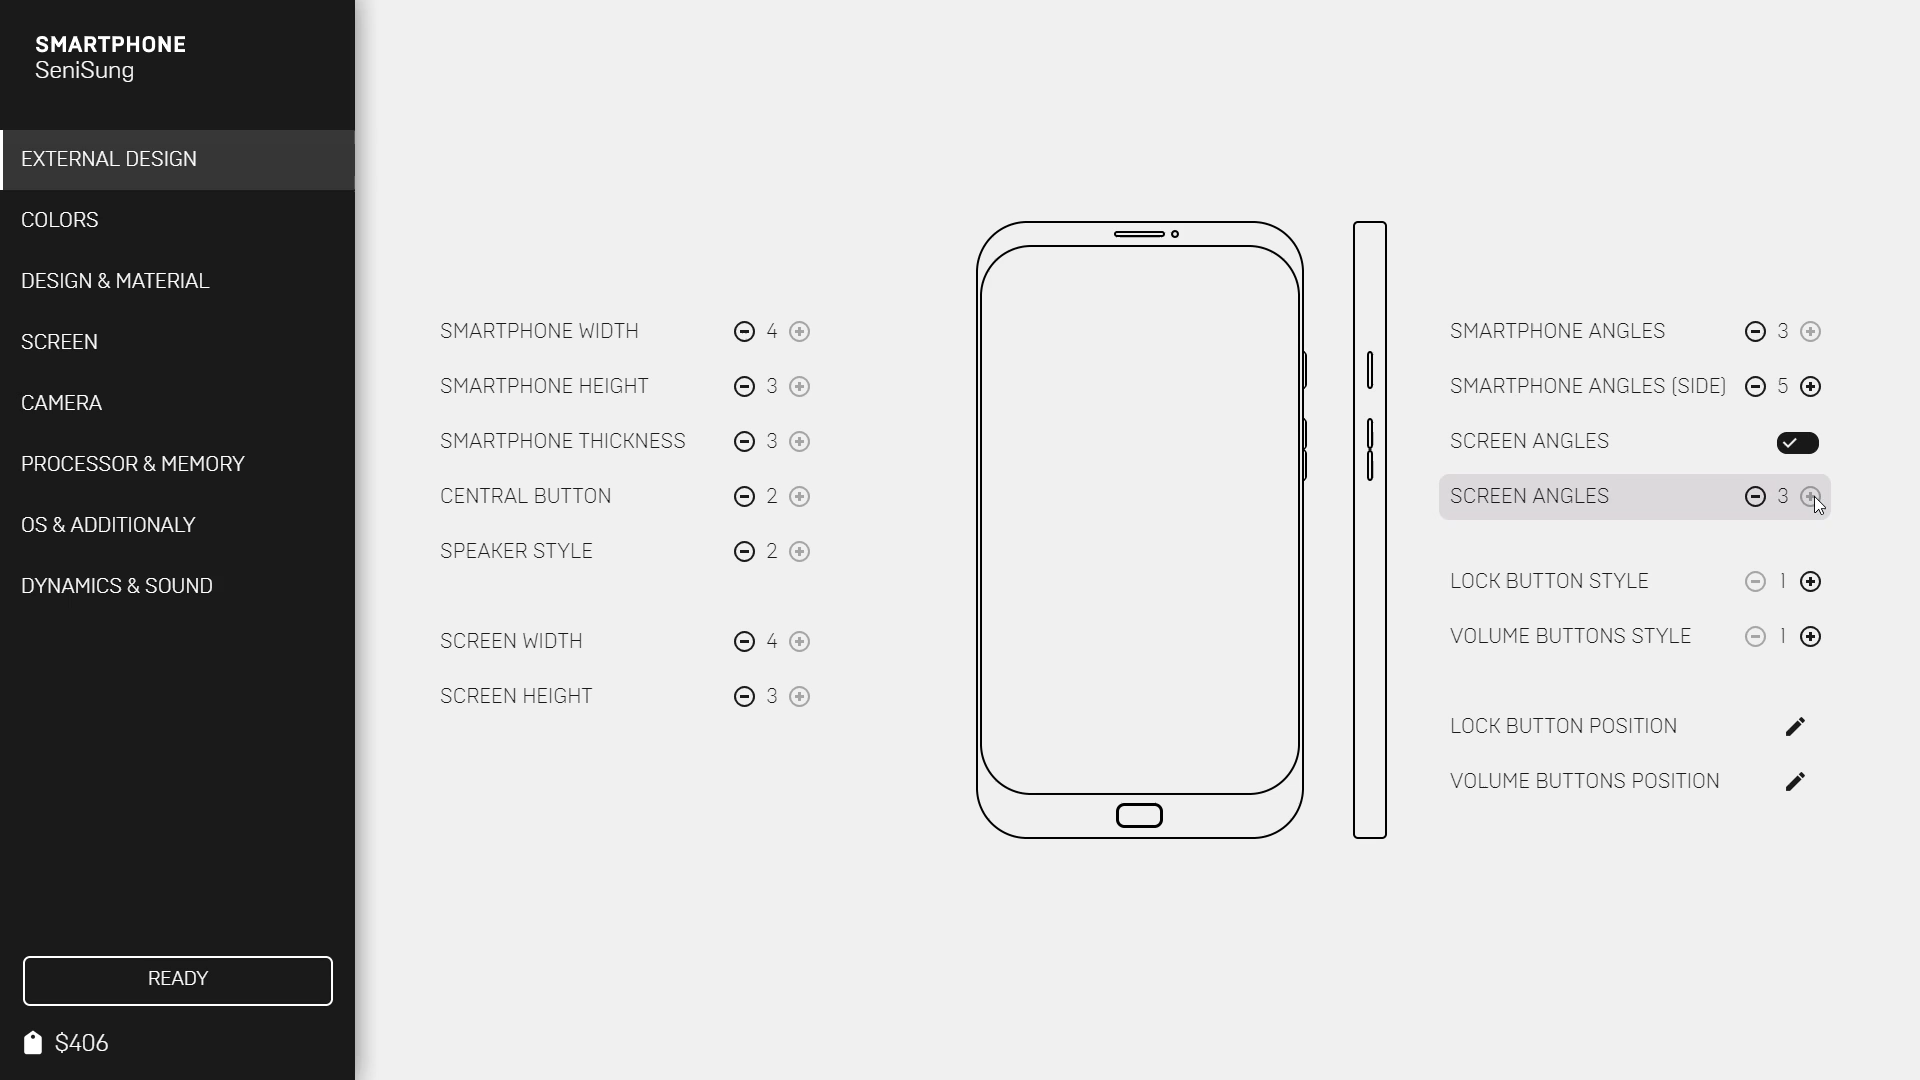 SMARTPHONE
SeniSung
EXTERNAL DESIGN
COLORS
DESIGN & MATERIAL
SCREEN
CAMERA
PROCESSOR & MEMORY
OS & ADDITIONALY
DYNAMICS & SOUND
READY
$406
SMARTPHONE WIDTH 4
SMARTPHONE HEIGHT 3
SMARTPHONE THICKNESS 3
CENTRAL BUTTON 2
SPEAKER STYLE 2
SCREEN WIDTH 4
SCREEN HEIGHT 3
SMARTPHONE ANGLES 3
SMARTPHONE ANGLES (SIDE) 5
SCREEN ANGLES
SCREEN ANGLES 3
LOCK BUTTON STYLE 1
VOLUME BUTTONS STYLE 1
LOCK BUTTON POSITION
VOLUME BUTTONS POSITION